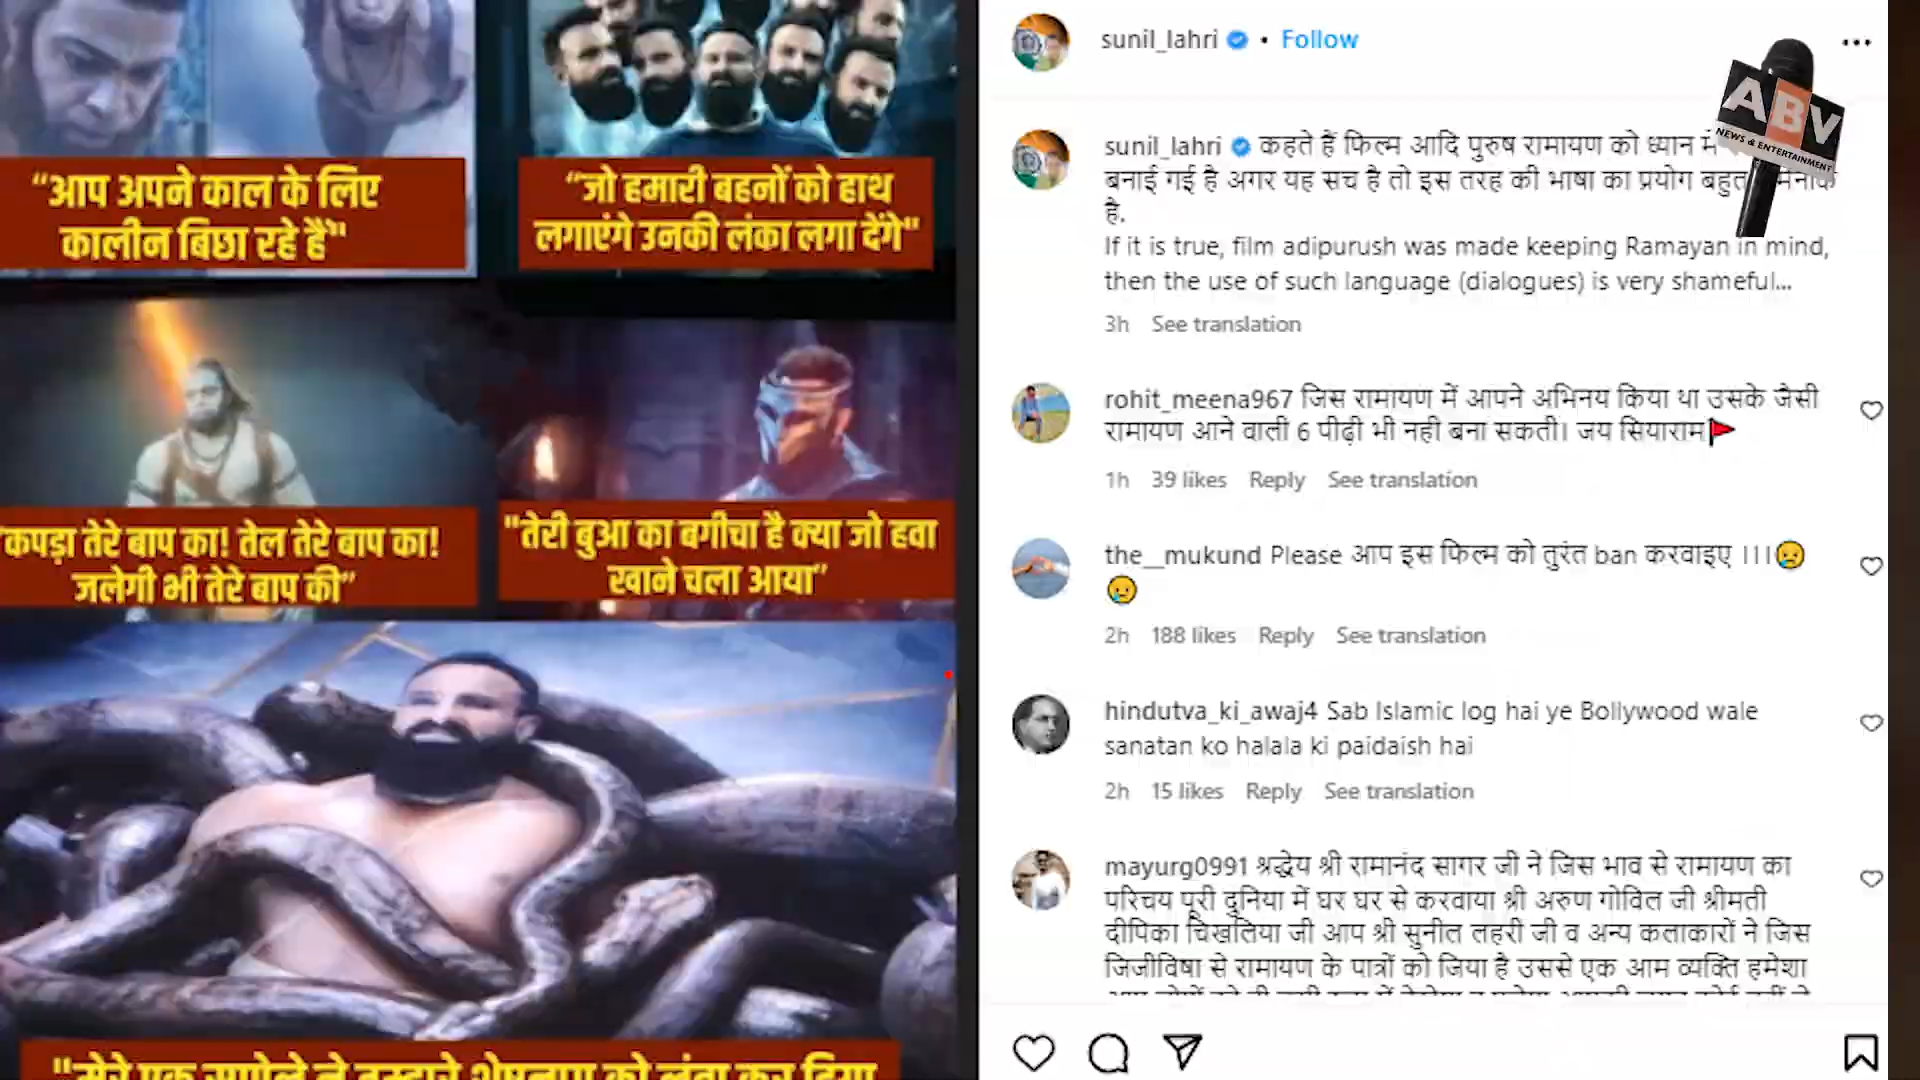 “आप अपने काल के लिए
कालीन बिछा रहे हैं"
“जो हमारी बहनों को हाथ
लगाएंगे उनकी लंका लगा देंगे"
कपड़ा तेरे बाप का! तेल तेरे बाप का!
जलेगी भी तेरे बाप की”
"तेरी बुआ का बगीचा है क्या जो हवा
खाने चला आया”
sunil_lahri • Follow
ABV
NEWS & ENTERTAINMENT
sunil_lahri कहते हैं फिल्म आदि पुरुष रामायण को ध्यान में
बनाई गई है अगर यह सच है तो इस तरह की भाषा का प्रयोग बहुत
है.
If it is true, film adipurush was made keeping Ramayan in mind,
then the use of such language (dialogues) is very shameful...
3h See translation
rohit_meena967 जिस रामायण में आपने अभिनय किया था उसके जैसी
रामायण आने वाली 6 पीढ़ी भी नही बना सकती। जय सियाराम🚩
1h 39 likes Reply See translation
the__mukund Please आप इस फिल्म को तुरंत ban करवाइए ।।।😢
😢
2h 188 likes Reply See translation
hindutva_ki_awaj4 Sab Islamic log hai ye Bollywood wale
sanatan ko halala ki paidaish hai
2h 15 likes Reply See translation
mayurg0991 श्रद्धेय श्री रामानंद सागर जी ने जिस भाव से रामायण का
परिचय पूरी दुनिया में घर घर से करवाया श्री अरुण गोविल जी श्रीमती
दीपिका चिखलिया जी आप श्री सुनील लहरी जी व अन्य कलाकारों ने जिस
जिजीविषा से रामायण के पात्रों को जिया है उससे एक आम व्यक्ति हमेशा